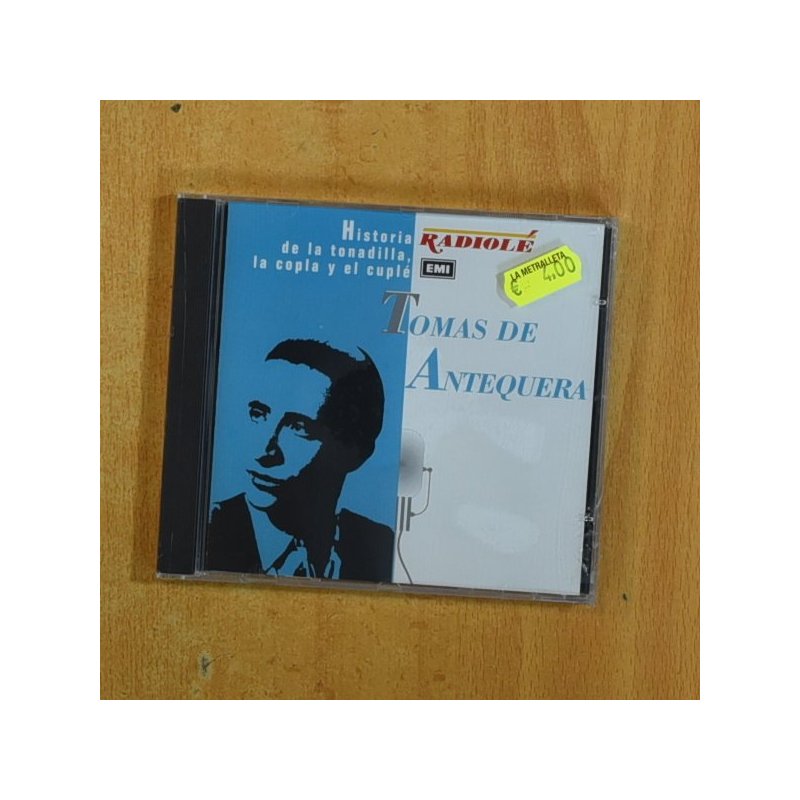 Historia
de la tonadilla,
la copla y el cuplé
RADIOLÉ
EMI
LA METRALLETA
€ 4.00
TOMAS DE
ANTEQUERA